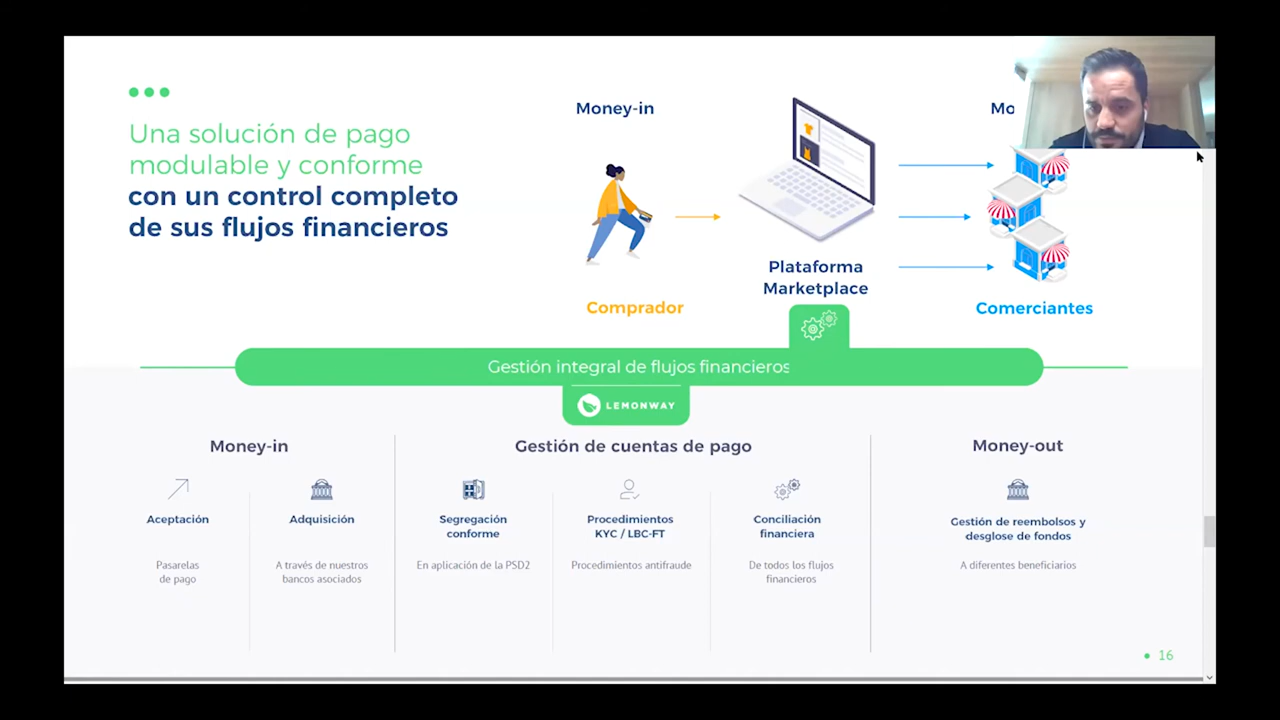 Una solución de pago
modulable y conforme
con un control completo
de sus flujos financieros
Money-in
Mo
Plataforma
Marketplace
Comprador
Comerciantes
Gestión integral de flujos financieros
LEMONWAY
Money-in
Gestión de cuentas de pago
Money-out
Aceptación
Adquisición
Segregación
conforme
Procedimientos
KYC / LBC-FT
Conciliación
financiera
Gestión de reembolsos y
desglose de fondos
Pasarelas
de pago
A través de nuestros
bancos asociados
En aplicación de la PSD2
Procedimientos antifraude
De todos los flujos
financieros
A diferentes beneficiarios
16